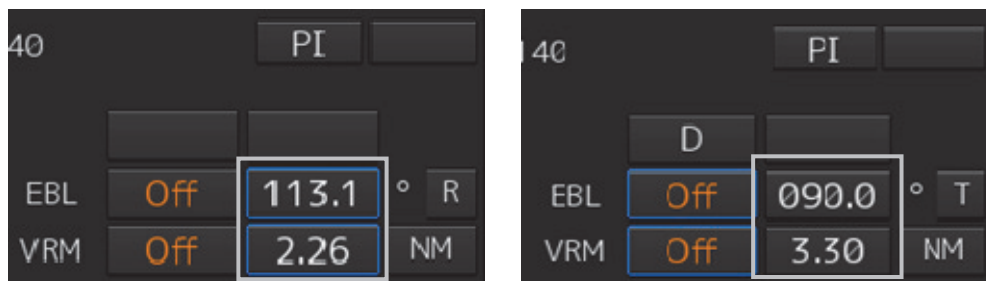 40 PI
EBL Off 113.1 ° R
VRM Off 2.26 NM
140 PI
D
EBL Off 090.0 ° T
VRM Off 3.30 NM